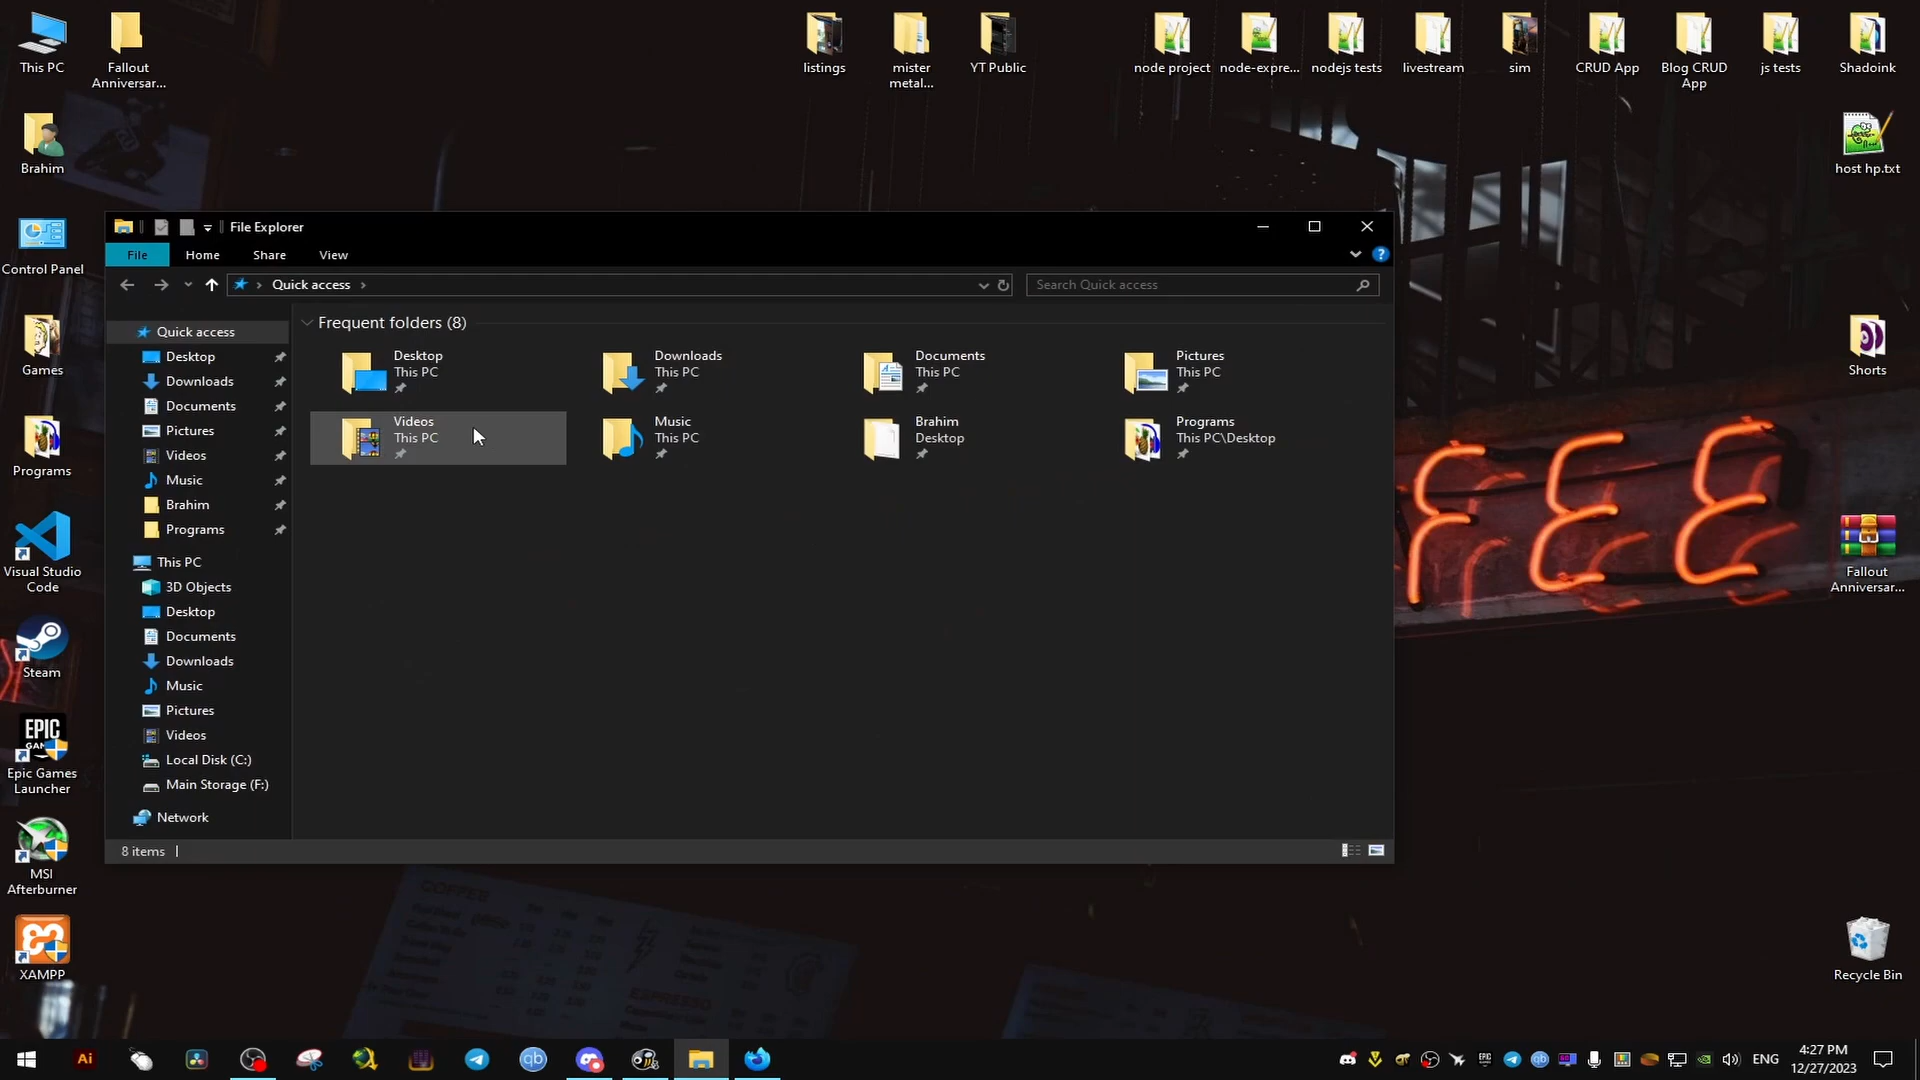 This PC
Fallout
Anniversar...
listings
mister
metal...
YT Public
node project
node-expre...
nodejs tests
livestream
sim
CRUD App
Blog CRUD
App
js tests
Shadoink
Brahim
host hp.txt
Control Panel
Games
Shorts
Programs
Visual Studio
Code
Fallout
Anniversar...
Steam
EPIC
Epic Games
Launcher
MSI
Afterburner
XAMPP
Recycle Bin
File Explorer
File
Home
Share
View
Quick access
Search Quick access
Quick access
Desktop
Downloads
Documents
Pictures
Videos
Music
Brahim
Programs
This PC
3D Objects
Desktop
Documents
Downloads
Music
Pictures
Videos
Local Disk (C:)
Main Storage (F:)
Network
Frequent folders (8)
Desktop
This PC
Downloads
This PC
Documents
This PC
Pictures
This PC
Videos
This PC
Music
This PC
Brahim
Desktop
Programs
This PC\Desktop
8 items
FEE
COFFEE
ESPRESSO
Ai
qb
ENG
4:27 PM
12/27/2023